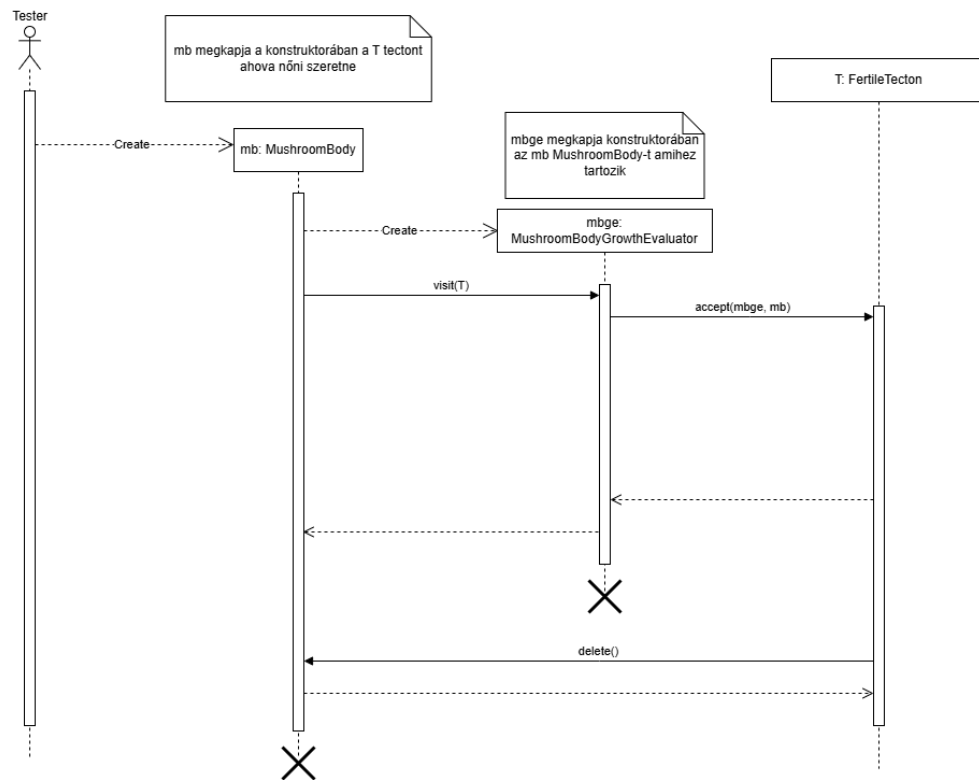 Tester
mb megkapja a konstruktorában a T tectont
ahova nőni szeretne
T: FertileTecton
Create
mb: MushroomBody
mbge megkapja konstruktorában
az mb MushroomBody-t amihez
tartozik
Create
mbge:
MushroomBodyGrowthEvaluator
visit(T)
accept(mbge, mb)
delete()